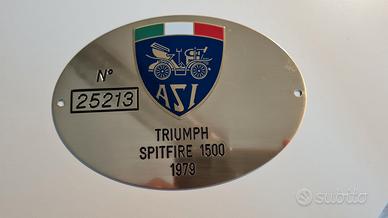 N°
25213
ASI
TRIUMPH
SPITFIRE 1500
1979
subito